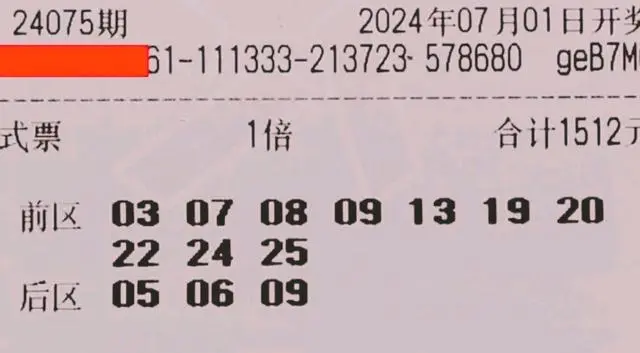 24075期 2024年07月01日开奖
61-111333-213723-578680 geB7M
式票 1倍 合计1512元
前区 03 07 08 09 13 19 20
22 24 25
后区 05 06 09